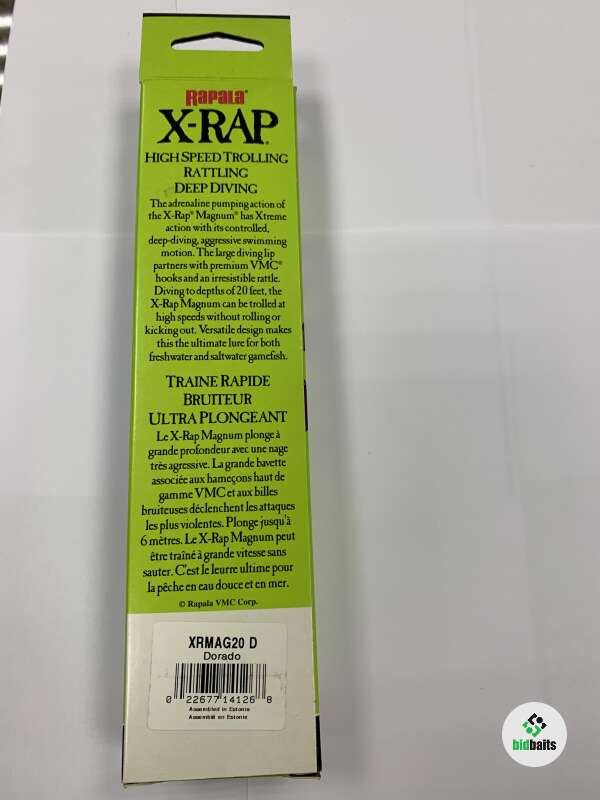 Rapala®
X-RAP®
HIGH SPEED TROLLING
RATTLING
DEEP DIVING
The adrenaline pumping action of
the X-Rap® Magnum® has Xtreme
action with its controlled,
deep-diving, aggressive swimming
motion. The large diving lip
partners with premium VMC®
hooks and an irresistible rattle.
Diving to depths of 20 feet, the
X-Rap Magnum can be trolled at
high speeds without rolling or
kicking out. Versatile design makes
this the ultimate lure for both
freshwater and saltwater gamefish.
TRAINE RAPIDE
BRUITEUR
ULTRA PLONGEANT
Le X-Rap Magnum plonge à
grande profondeur avec une nage
très agressive. La grande bavette
associée aux hameçons haut de
gamme VMC et aux billes
bruiteuses déclenchent les attaques
les plus violentes. Plonge jusqu'à
6 mètres. Le X-Rap Magnum peut
être traîné à grande vitesse sans
sauter. C'est le leurre ultime pour
la pêche en eau douce et en mer.
© Rapala VMC Corp.
XRMAG20 D
Dorado
0 22677 14126 8
Assembled in Estonia
Assemblé en Estonie
bidbaits